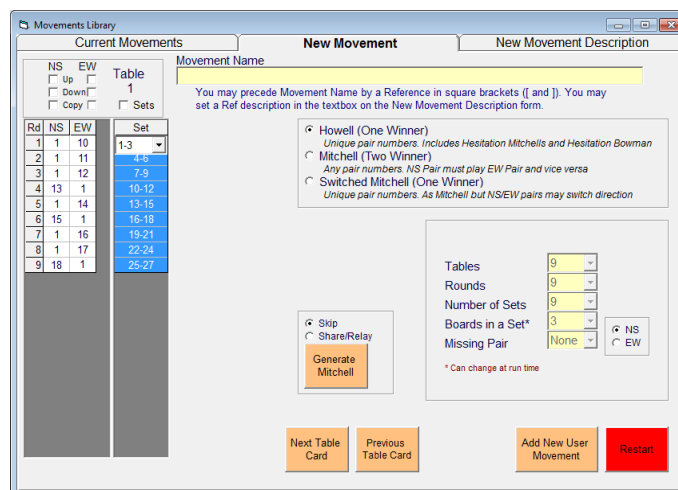 Movements Library
Current Movements New Movement New Movement Description
NS EW
Up
Down
Copy
Table
1
Sets
Movement Name
You may precede Movement Name by a Reference in square brackets ([ and ]). You may
set a Ref description in the textbox on the New Movement Description form.
Rd NS EW Set
1 1 10 1-3
2 1 11 4-6
3 1 12 7-9
4 13 1 10-12
5 1 14 13-15
6 15 1 16-18
7 1 16 19-21
8 1 17 22-24
9 18 1 25-27
Howell (One Winner)
Unique pair numbers. Includes Hesitation Mitchells and Hesitation Bowman
Mitchell (Two Winner)
Any pair numbers. NS Pair must play EW Pair and vice versa
Switched Mitchell (One Winner)
Unique pair numbers. As Mitchell but NS/EW pairs may switch direction
Tables 9
Rounds 9
Number of Sets 9
Boards in a Set* 3
Missing Pair None
NS
EW
* Can change at run time
Skip
Share/Relay
Generate
Mitchell
Next Table
Card
Previous
Table Card
Add New User
Movement
Restart